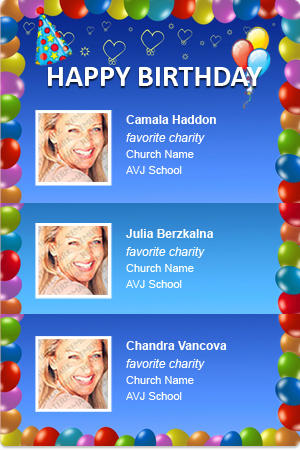 HAPPY BIRTHDAY
Camala Haddon
favorite charity
Church Name
AVJ School
Julia Berzkalna
favorite charity
Church Name
AVJ School
Chandra Vancova
favorite charity
Church Name
AVJ School